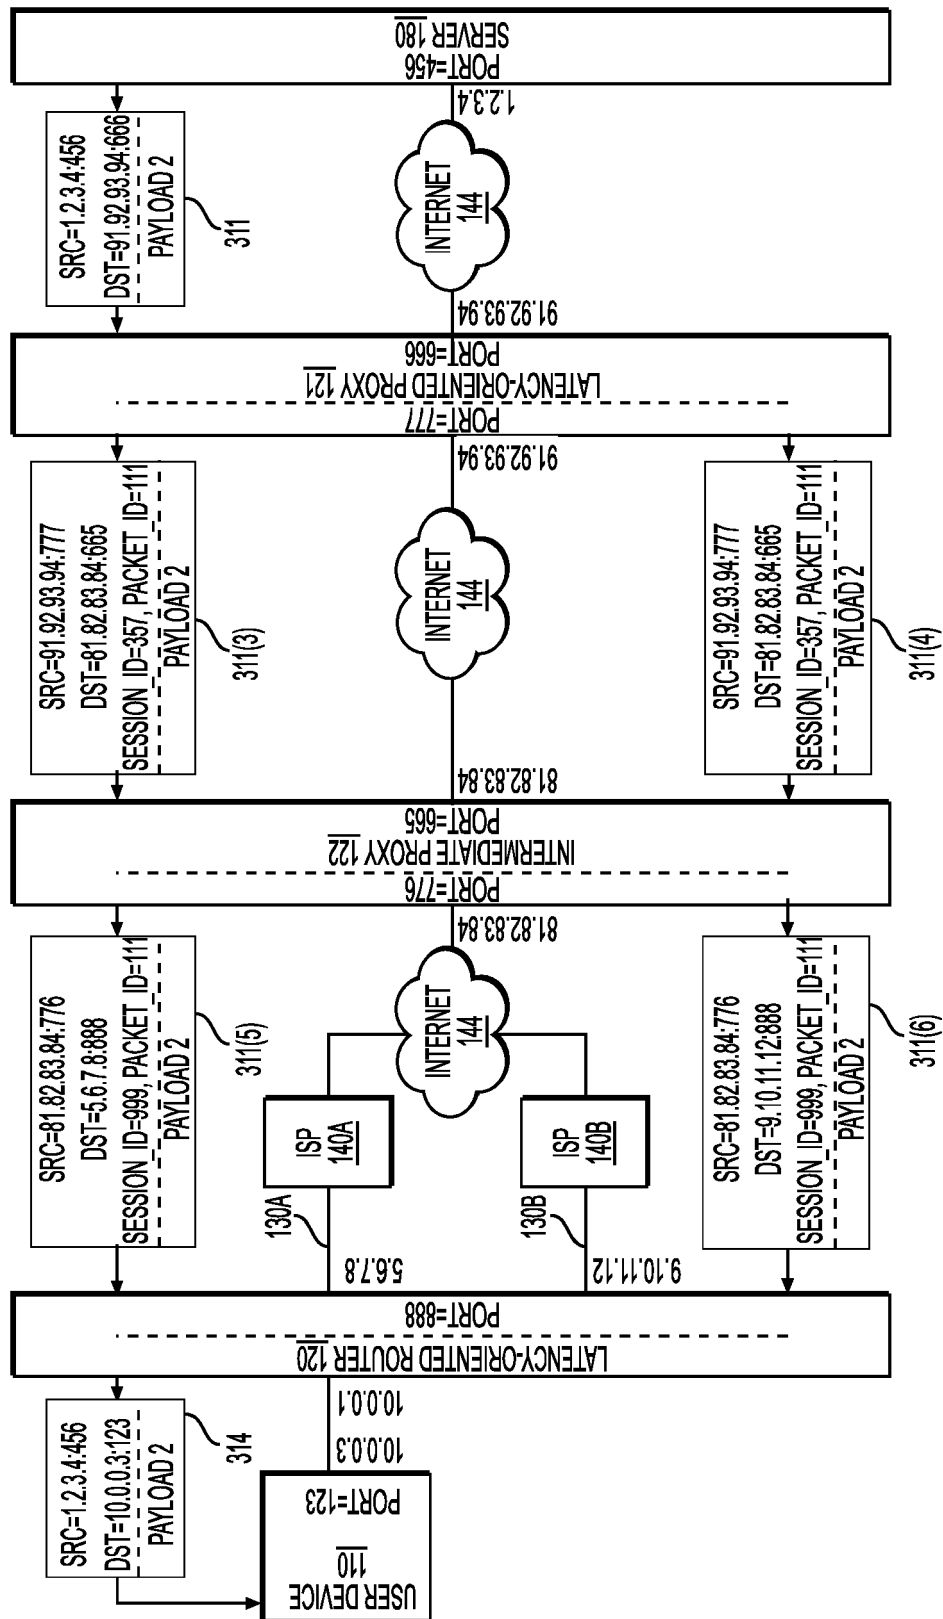 SERVER 180
PORT=456
1.2.3.4
SRC=1.2.3.4:456
DST=91.92.93.94:666
PAYLOAD 2
311
INTERNET
144
91.92.93.94
PORT=666
LATENCY-ORIENTED PROXY 121
PORT=777
91.92.93.94
SRC=91.92.93.94:777
DST=81.82.83.84:665
SESSION_ID=357, PACKET_ID=111
PAYLOAD 2
311(3)
INTERNET
144
SRC=91.92.93.94:777
DST=81.82.83.84:665
SESSION_ID=357, PACKET_ID=111
PAYLOAD 2
311(4)
81.82.83.84
PORT=665
INTERMEDIATE PROXY 122
PORT=776
81.82.83.84
SRC=81.82.83.84:776
DST=5.6.7.8:888
SESSION_ID=999, PACKET_ID=111
PAYLOAD 2
311(5)
INTERNET
144
ISP
140A
ISP
140B
130A
130B
5.6.7.8
9.10.11.12
SRC=81.82.83.84:776
DST=9.10.11.12:888
SESSION_ID=999, PACKET_ID=111
PAYLOAD 2
311(6)
PORT=888
LATENCY-ORIENTED ROUTER 120
10.0.0.1
10.0.0.3
SRC=1.2.3.4:456
DST=10.0.0.3:123
PAYLOAD 2
314
PORT=123
USER DEVICE
110